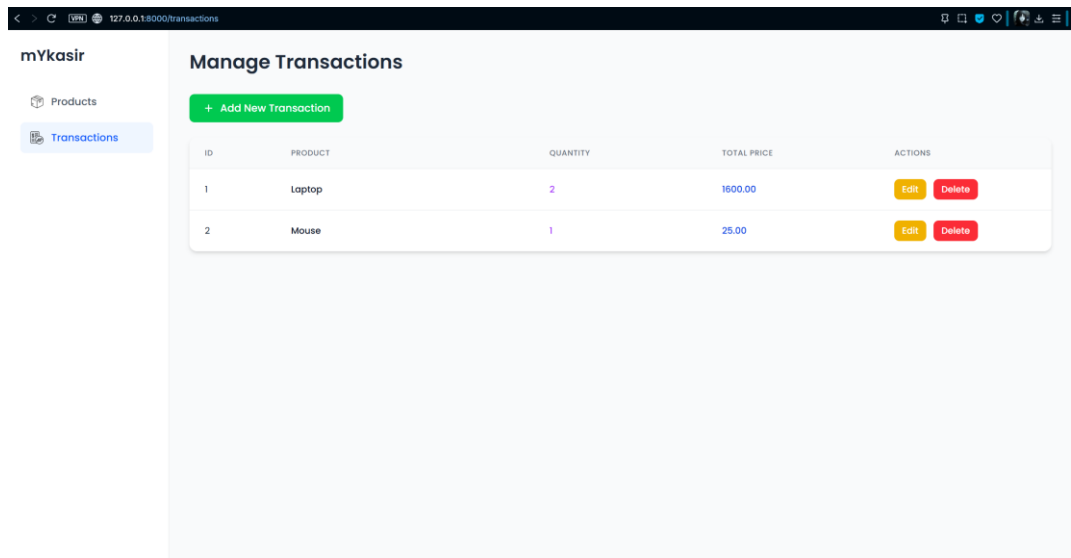 VPN 127.0.0.1:8000/transactions
mYkasir
Products
Transactions
Manage Transactions
+ Add New Transaction
ID PRODUCT QUANTITY TOTAL PRICE ACTIONS
1 Laptop 2 1600.00 Edit Delete
2 Mouse 1 25.00 Edit Delete